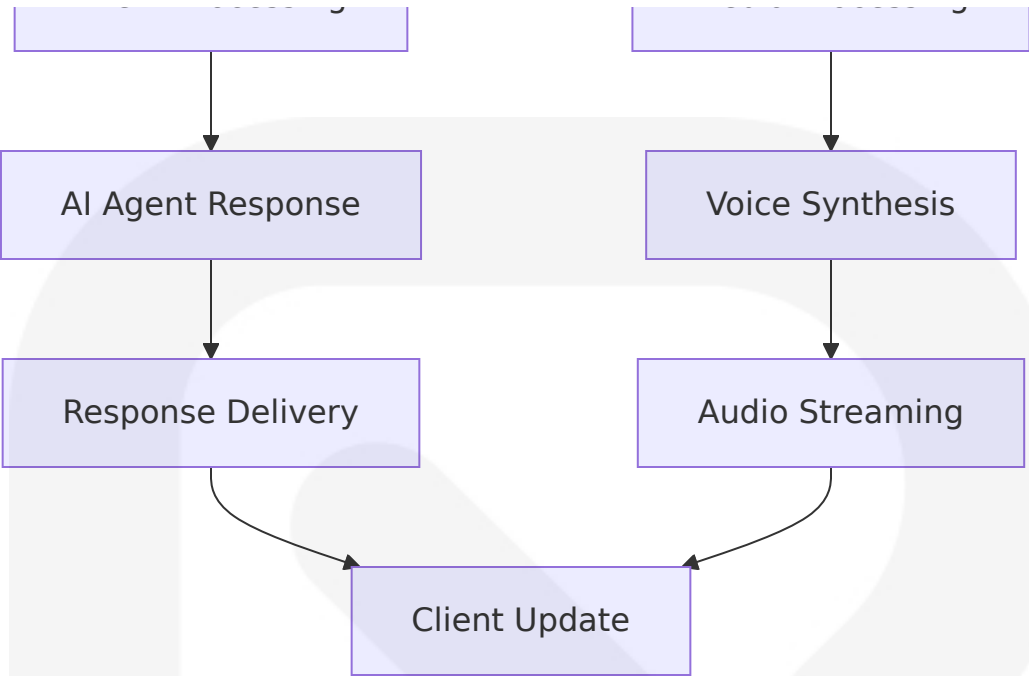 AI Agent Response
Voice Synthesis
Response Delivery
Audio Streaming
Client Update